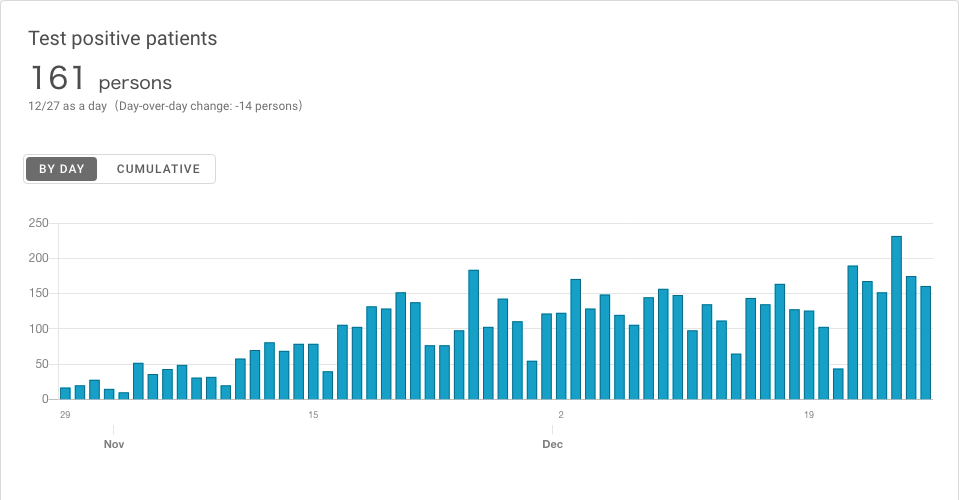 Test positive patients
161 persons
12/27 as a day（Day-over-day change: -14 persons）
BY DAY CUMULATIVE
250
200
150
100
50
0
29 15 2 19
Nov Dec